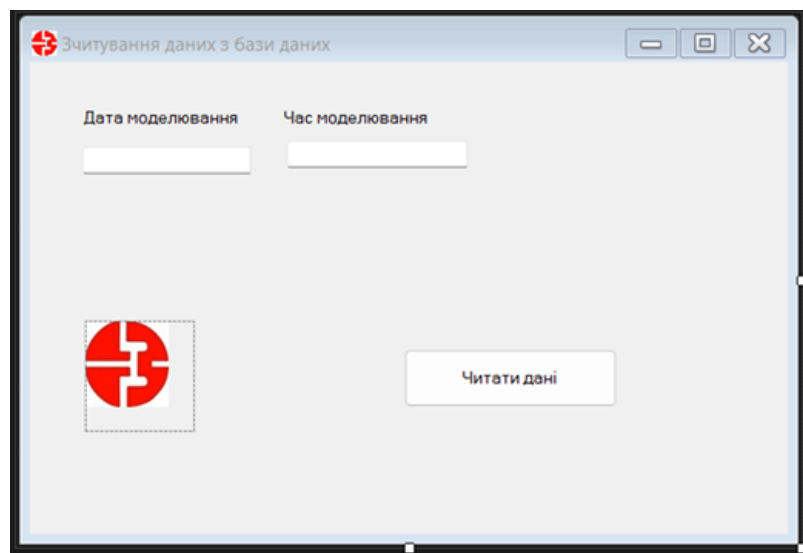 Зчитування даних з бази даних
Дата моделювання Час моделювання
Читати дані